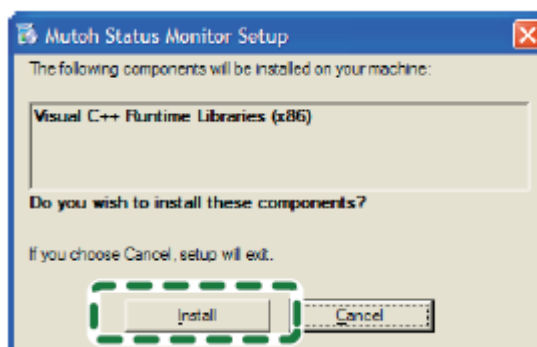 Mutoh Status Monitor Setup
The following components will be installed on your machine:
Visual C++ Runtime Libraries (x86)
Do you wish to install these components?
If you choose Cancel, setup will exit.
Install Cancel